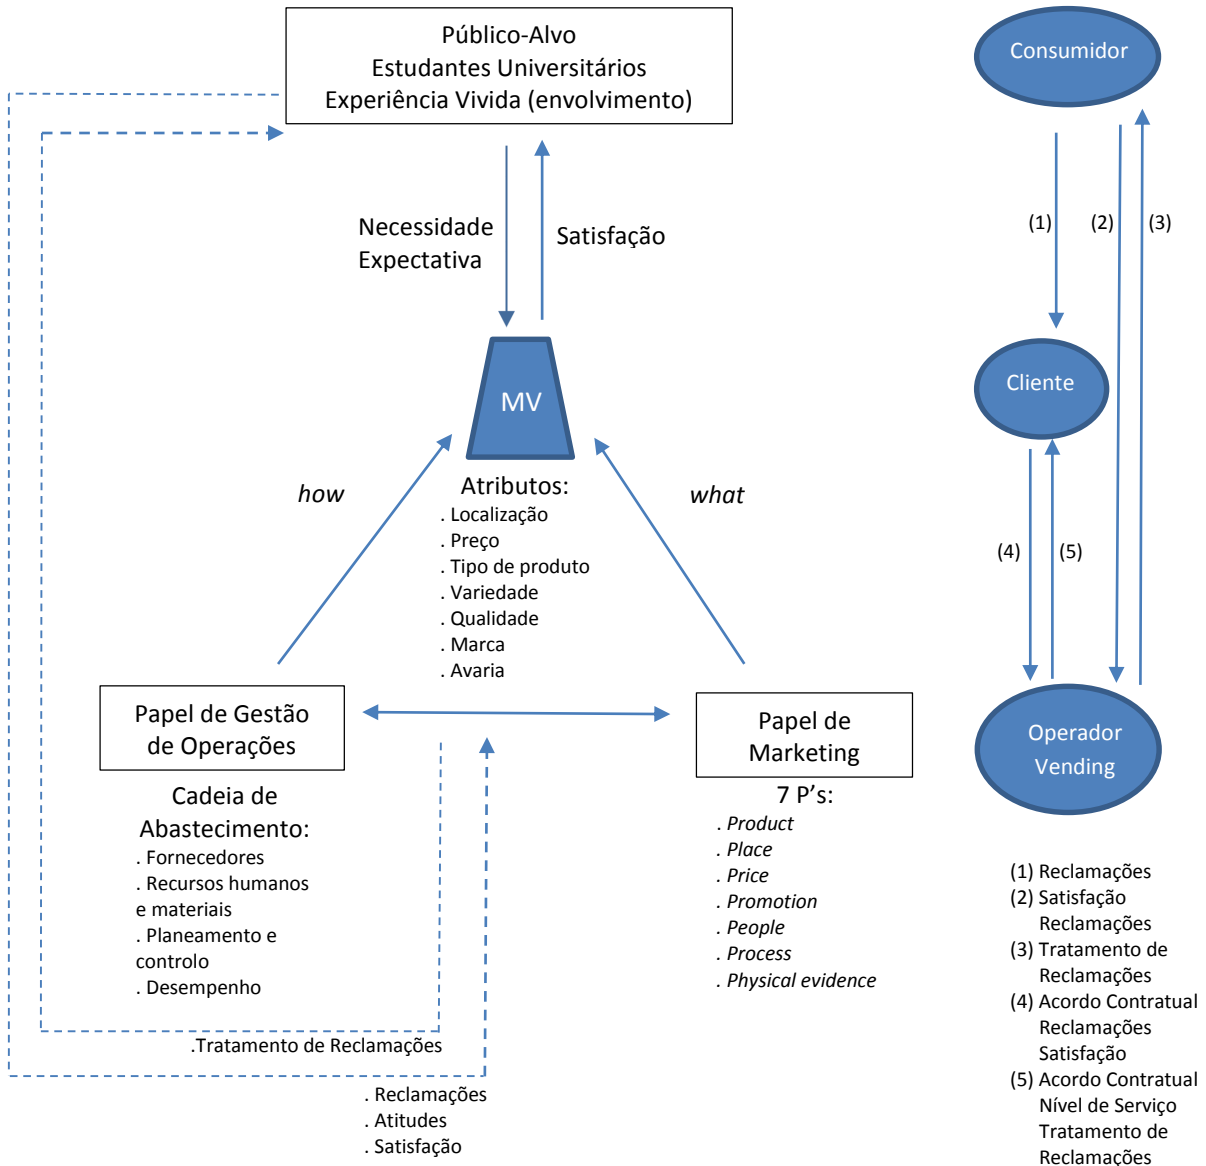 Público-Alvo
Estudantes Universitários
Experiência Vivida (envolvimento)
Necessidade
Expectativa
Satisfação
MV
how
what
Atributos:
. Localização
. Preço
. Tipo de produto
. Variedade
. Qualidade
. Marca
. Avaria
Papel de Gestão
de Operações
Cadeia de
Abastecimento:
. Fornecedores
. Recursos humanos
e materiais
. Planeamento e
controlo
. Desempenho
Papel de
Marketing
7 P's:
. Product
. Place
. Price
. Promotion
. People
. Process
. Physical evidence
.Tratamento de Reclamações
. Reclamações
. Atitudes
. Satisfação
Consumidor
(1)
(2)
(3)
Cliente
(4)
(5)
Operador
Vending
(1) Reclamações
(2) Satisfação
Reclamações
(3) Tratamento de
Reclamações
(4) Acordo Contratual
Reclamações
Satisfação
(5) Acordo Contratual
Nível de Serviço
Tratamento de
Reclamações